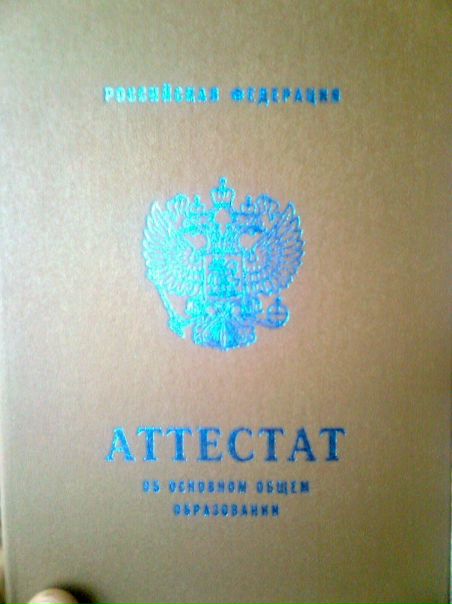 РОССИЙСКАЯ ФЕДЕРАЦИЯ
АТТЕСТАТ
ОБ ОСНОВНОМ ОБЩЕМ
ОБРАЗОВАНИИ